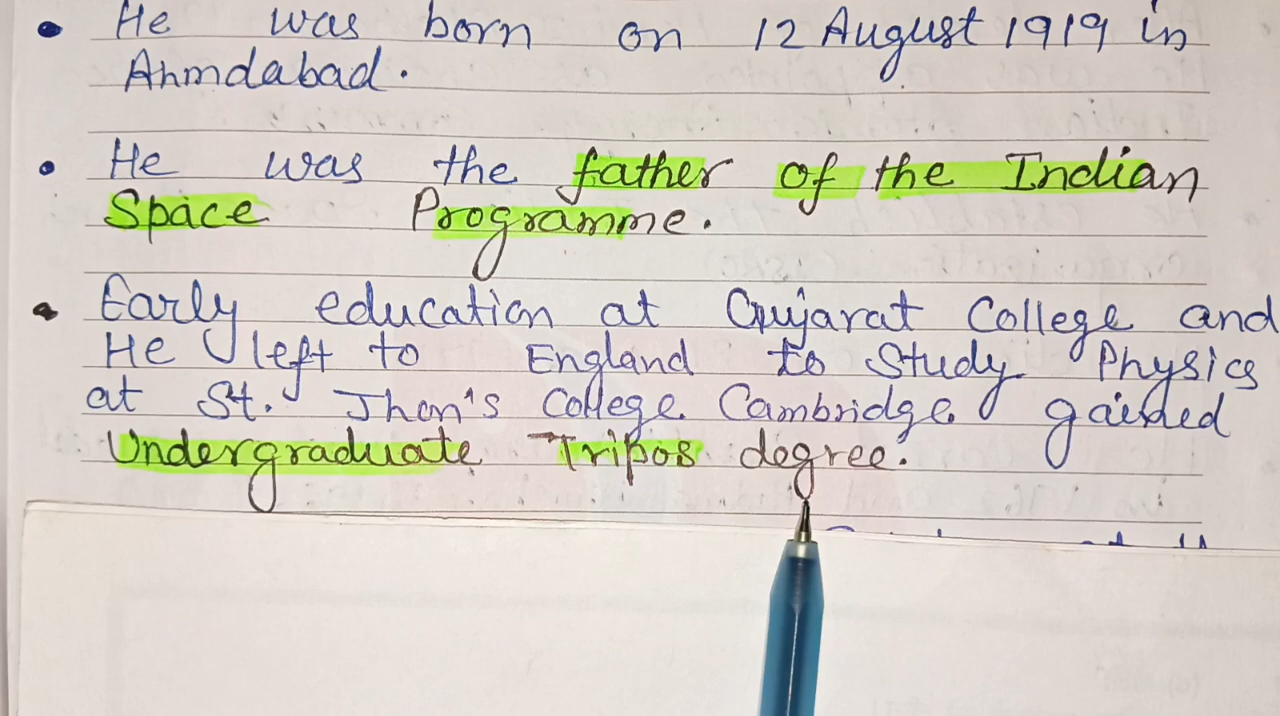 • He was born on 12 August 1919 in
Ahmdabad.
• He was the father of the Indian
Space Programme.
• Early education at Gujarat College and
He left to England to Study Physics
at St. Jhon's College Cambridge gained
Undergraduate Tripos degree.